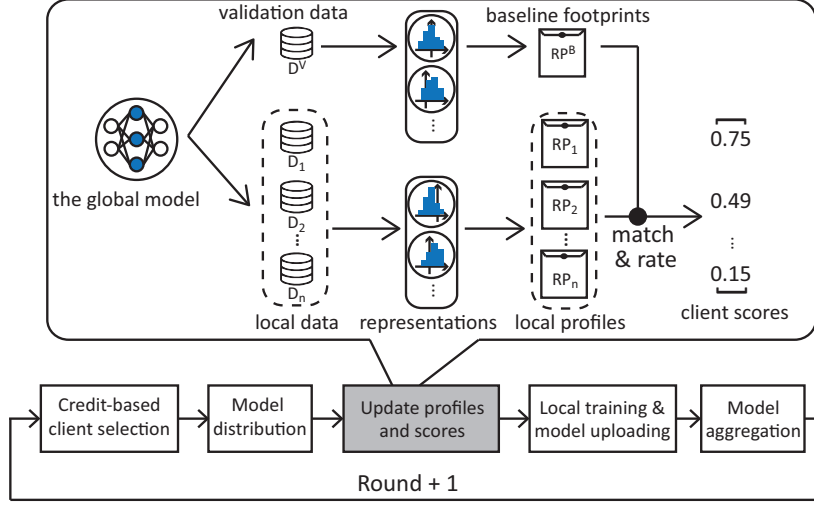 validation data
baseline footprints
D^V
RP^B
D_1
RP_1
0.75
the global model
D_2
RP_2
0.49
⋮
⋮
⋮
match
& rate
⋮
D_n
⋮
RP_n
0.15
local data
representations
local profiles
client scores
Credit-based
client selection
Model
distribution
Update profiles
and scores
Local training &
model uploading
Model
aggregation
Round + 1